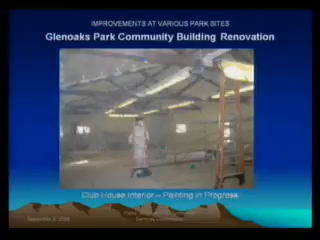 IMPROVEMENTS AT VARIOUS PARK SITES
Glenoaks Park Community Building Renovation
Club House Interior – Painting in Progress